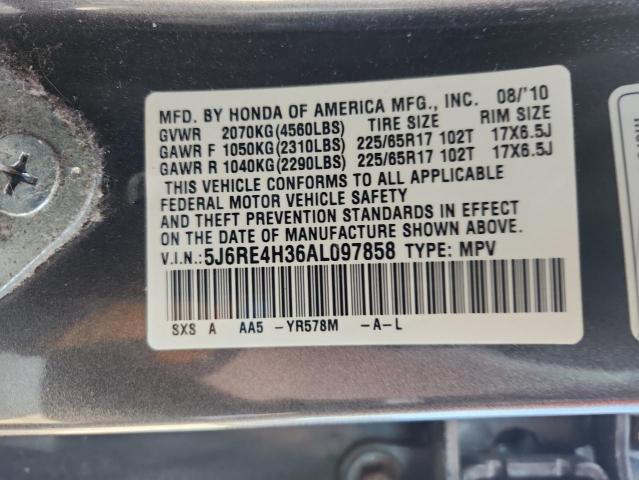 MFD. BY HONDA OF AMERICA MFG., INC. 08/'10
GVWR 2070KG(4560LBS) TIRE SIZE RIM SIZE
GAWR F 1050KG(2310LBS) 225/65R17 102T 17X6.5J
GAWR R 1040KG(2290LBS) 225/65R17 102T 17X6.5J
THIS VEHICLE CONFORMS TO ALL APPLICABLE
FEDERAL MOTOR VEHICLE SAFETY
AND THEFT PREVENTION STANDARDS IN EFFECT
ON THE DATE OF MANUFACTURE SHOWN ABOVE.
V.I.N.:5J6RE4H36AL097858 TYPE: MPV
SXS A AA5 -YR578M -A-L